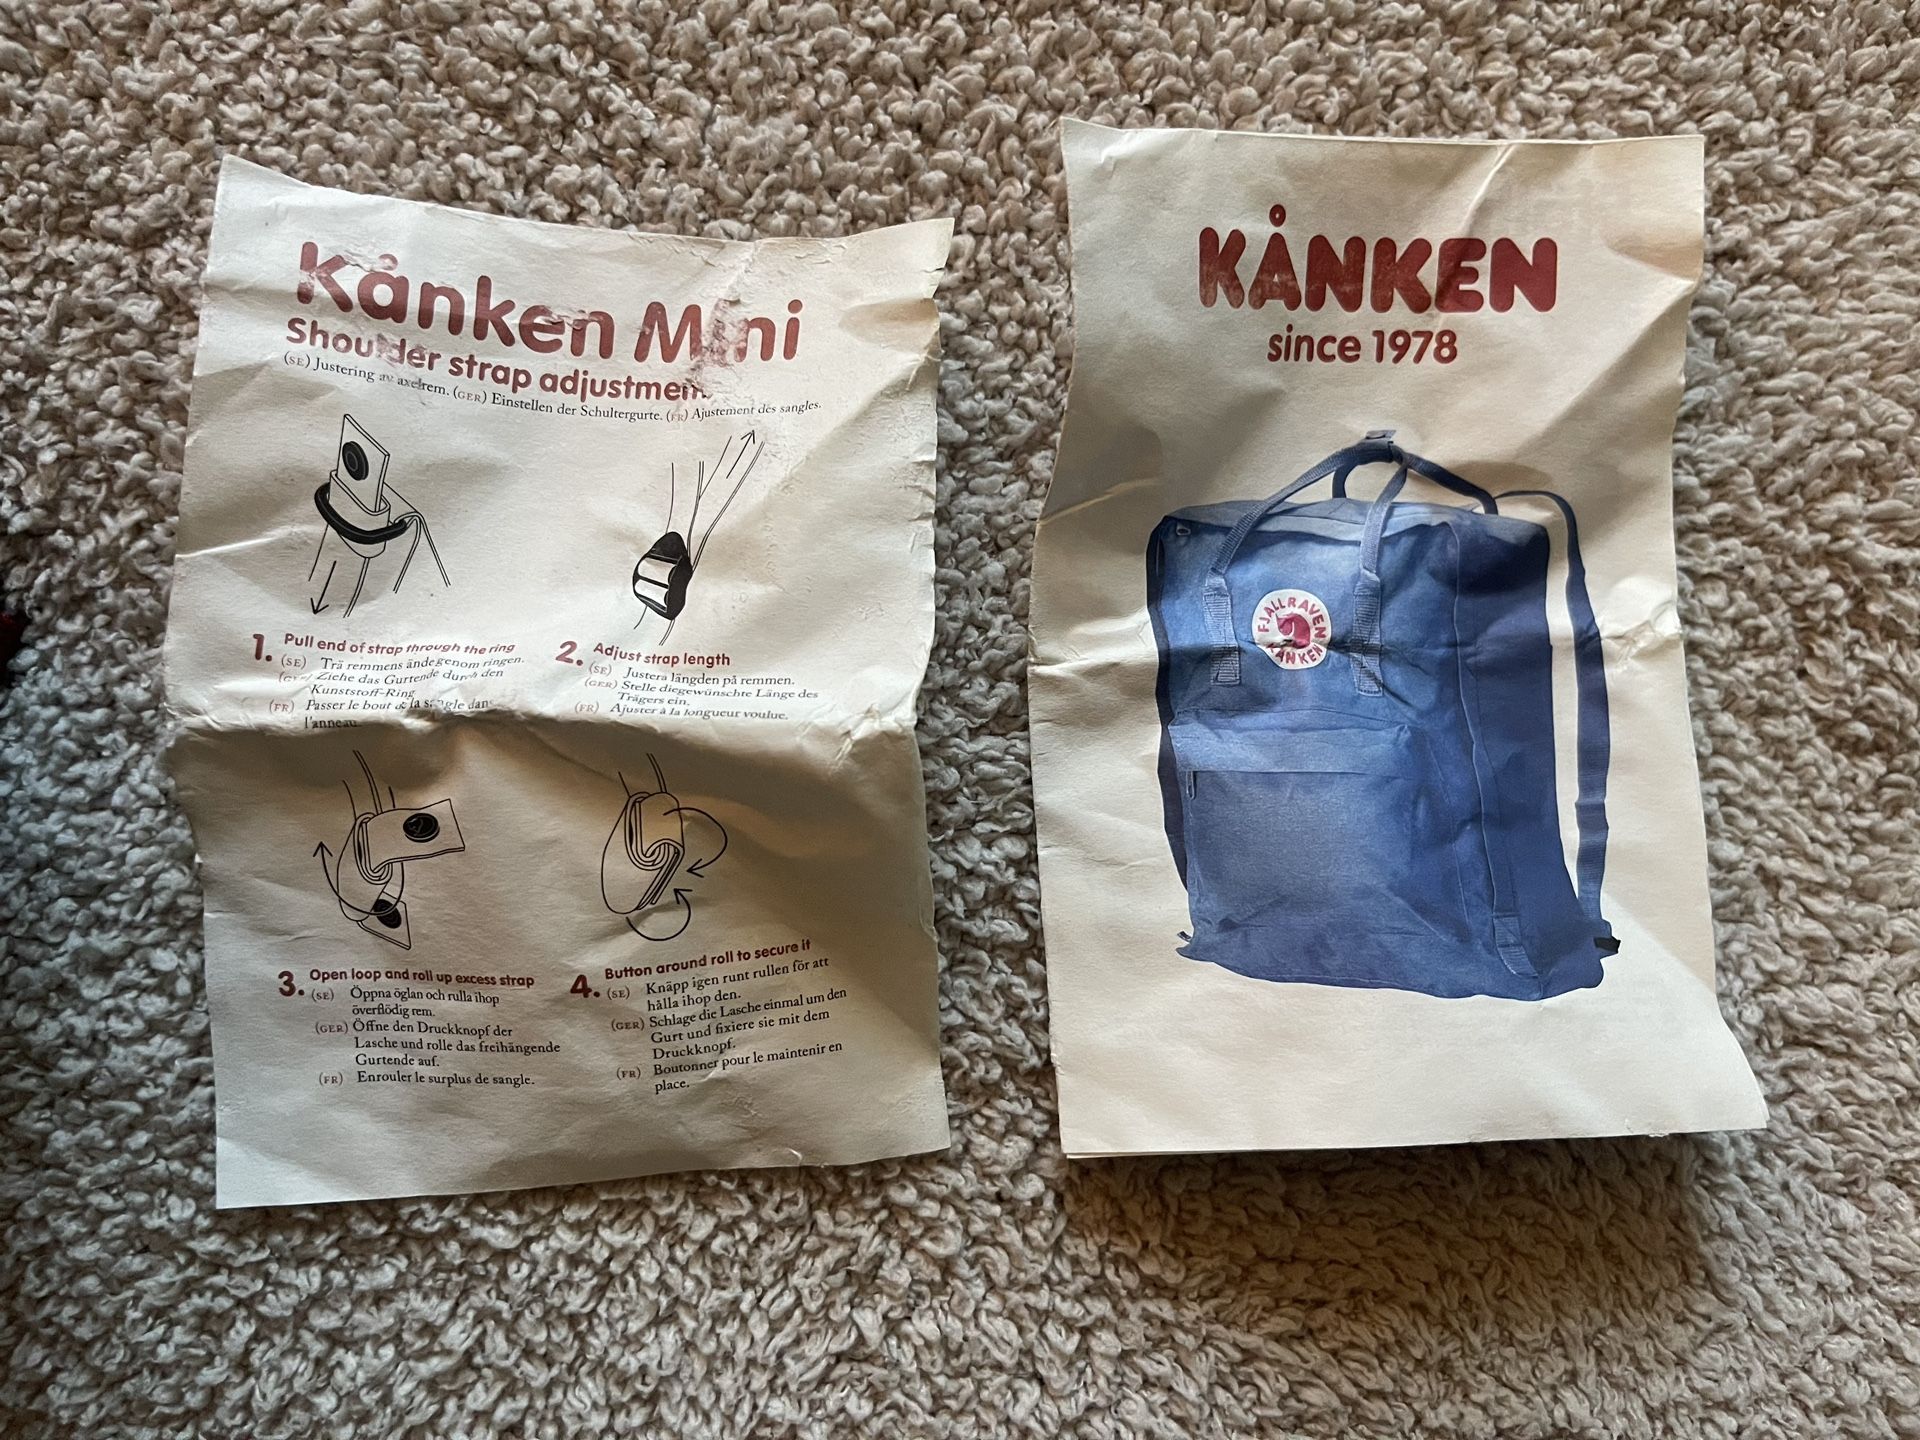 Kånken Mini
Shoulder strap adjustment.
(SE) Justering av axelrem. (GER) Einstellen der Schultergurte. (FR) Ajustement des sangles.
1. Pull end of strap through the ring
(SE) Trä remmens ände genom ringen.
(GER) Ziehe das Gurtende durch den
Kunststoff-Ring
(FR) Passer le bout de la sangle dans
l'anneau.
2. Adjust strap length
(SE) Justera längden på remmen.
(GER) Stelle diegewünschte Länge des
Trägers ein.
(FR) Ajuster à la longueur voulue.
3. Open loop and roll up excess strap
(SE) Öppna öglan och rulla ihop
överflödig rem.
(GER) Öffne den Druckknopf der
Lasche und rolle das freihängende
Gurtende auf.
(FR) Enrouler le surplus de sangle.
4. Button around roll to secure it
(SE) Knäpp igen runt rullen för att
hålla ihop den.
(GER) Schlage die Lasche einmal um den
Gurt und fixiere sie mit dem
Druckknopf.
(FR) Boutonner pour le maintenir en
place.
KÅNKEN
since 1978
FJÄLLRÄVEN
KÅNKEN